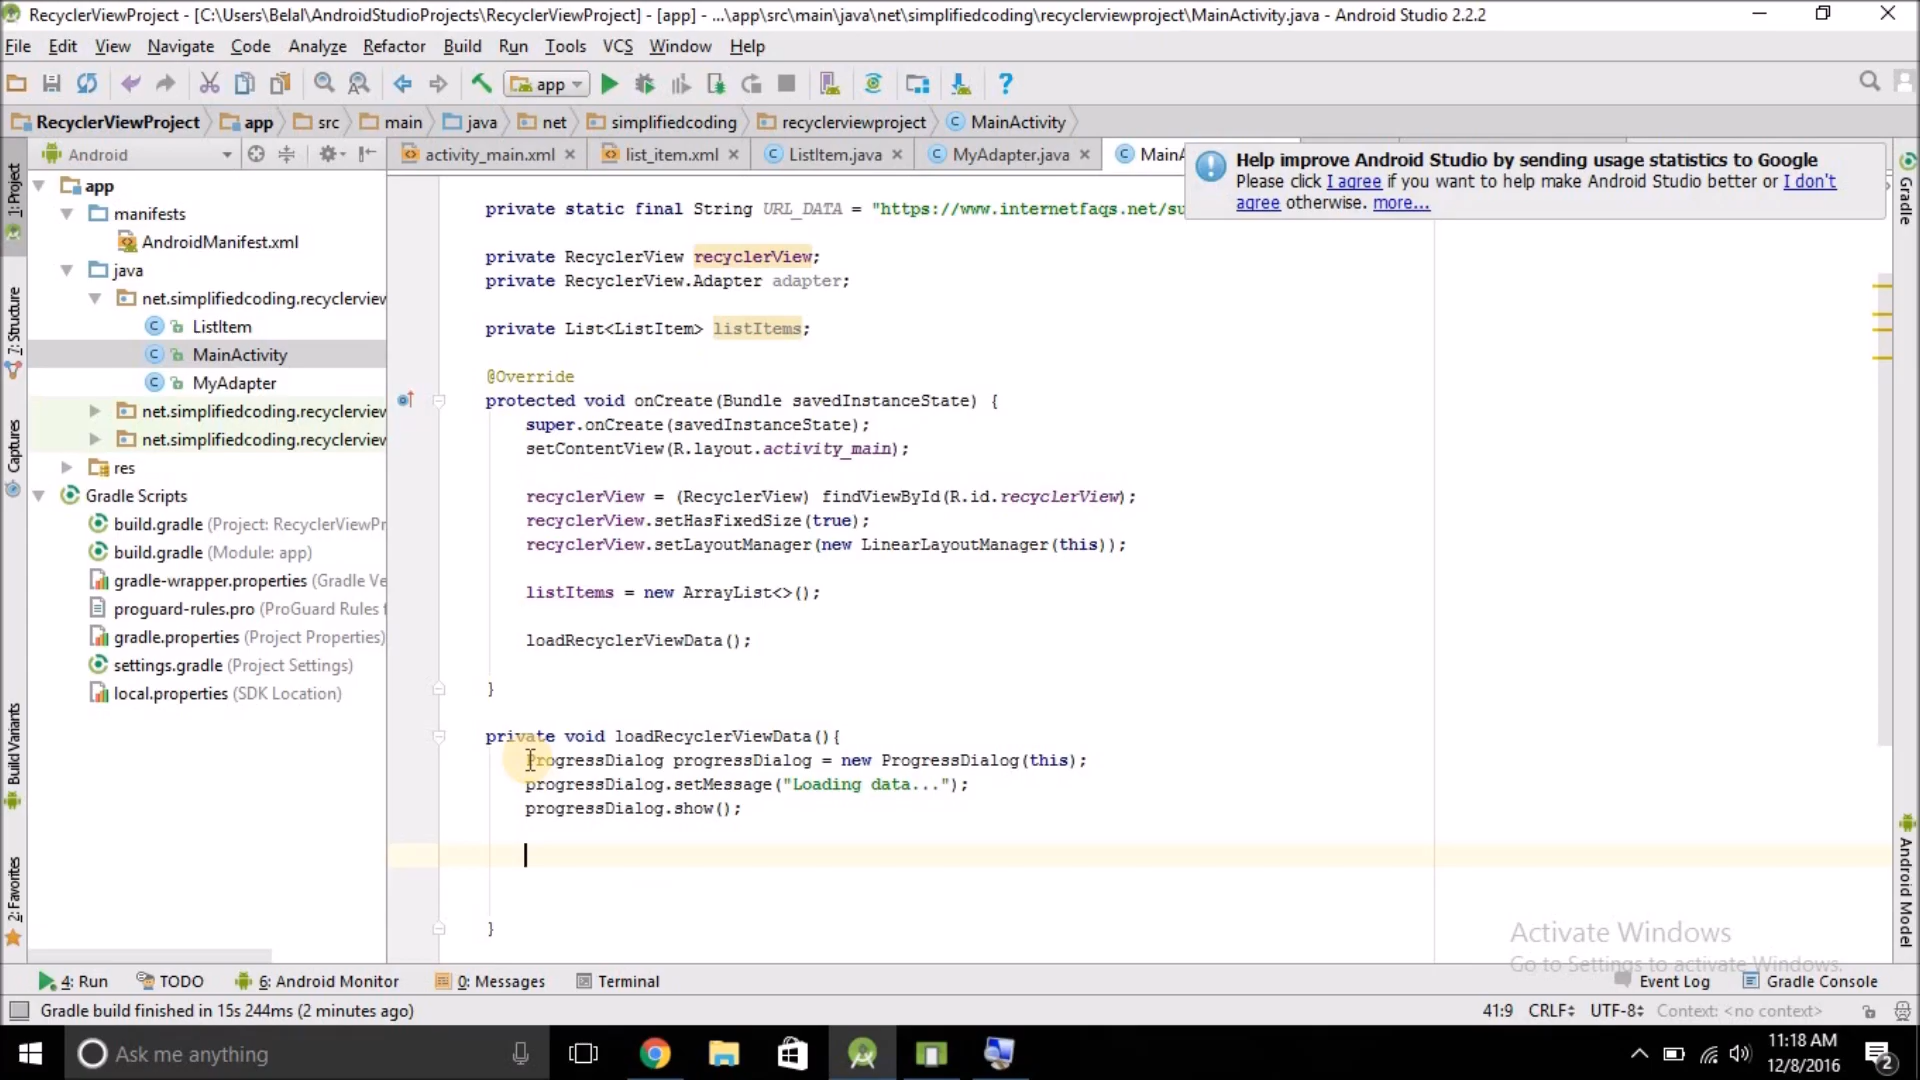 RecyclerViewProject - [C:\Users\Belal\AndroidStudioProjects\RecyclerViewProject] - [app] - ...\app\src\main\java\net\simplifiedcoding\recyclerviewproject\MainActivity.java - Android Studio 2.2.2
File Edit View Navigate Code Analyze Refactor Build Run Tools VCS Window Help
app
RecyclerViewProject app src main java net simplifiedcoding recyclerviewproject MainActivity
Android
activity_main.xml list_item.xml ListItem.java MyAdapter.java MainA
Help improve Android Studio by sending usage statistics to Google
Please click I agree if you want to help make Android Studio better or I don't
agree otherwise. more...
1: Project
7: Structure
Captures
Build Variants
2: Favorites
app
manifests
AndroidManifest.xml
java
net.simplifiedcoding.recyclerview
ListItem
MainActivity
MyAdapter
net.simplifiedcoding.recyclerview
net.simplifiedcoding.recyclerview
res
Gradle Scripts
build.gradle (Project: RecyclerViewPr
build.gradle (Module: app)
gradle-wrapper.properties (Gradle Ve
proguard-rules.pro (ProGuard Rules f
gradle.properties (Project Properties)
settings.gradle (Project Settings)
local.properties (SDK Location)
private static final String URL_DATA = "https://www.internetfaqs.net/su
private RecyclerView recyclerView;
private RecyclerView.Adapter adapter;
private List<ListItem> listItems;
@Override
protected void onCreate(Bundle savedInstanceState) {
super.onCreate(savedInstanceState);
setContentView(R.layout.activity_main);
recyclerView = (RecyclerView) findViewById(R.id.recyclerView);
recyclerView.setHasFixedSize(true);
recyclerView.setLayoutManager(new LinearLayoutManager(this));
listItems = new ArrayList<>();
loadRecyclerViewData();
}
private void loadRecyclerViewData(){
ProgressDialog progressDialog = new ProgressDialog(this);
progressDialog.setMessage("Loading data...");
progressDialog.show();
}
Gradle
Android Model
Activate Windows
Go to Settings to activate Windows.
4: Run TODO 6: Android Monitor 0: Messages Terminal Event Log Gradle Console
Gradle build finished in 15s 244ms (2 minutes ago) 41:9 CRLF UTF-8 Context: <no context>
Ask me anything
11:18 AM
12/8/2016
2